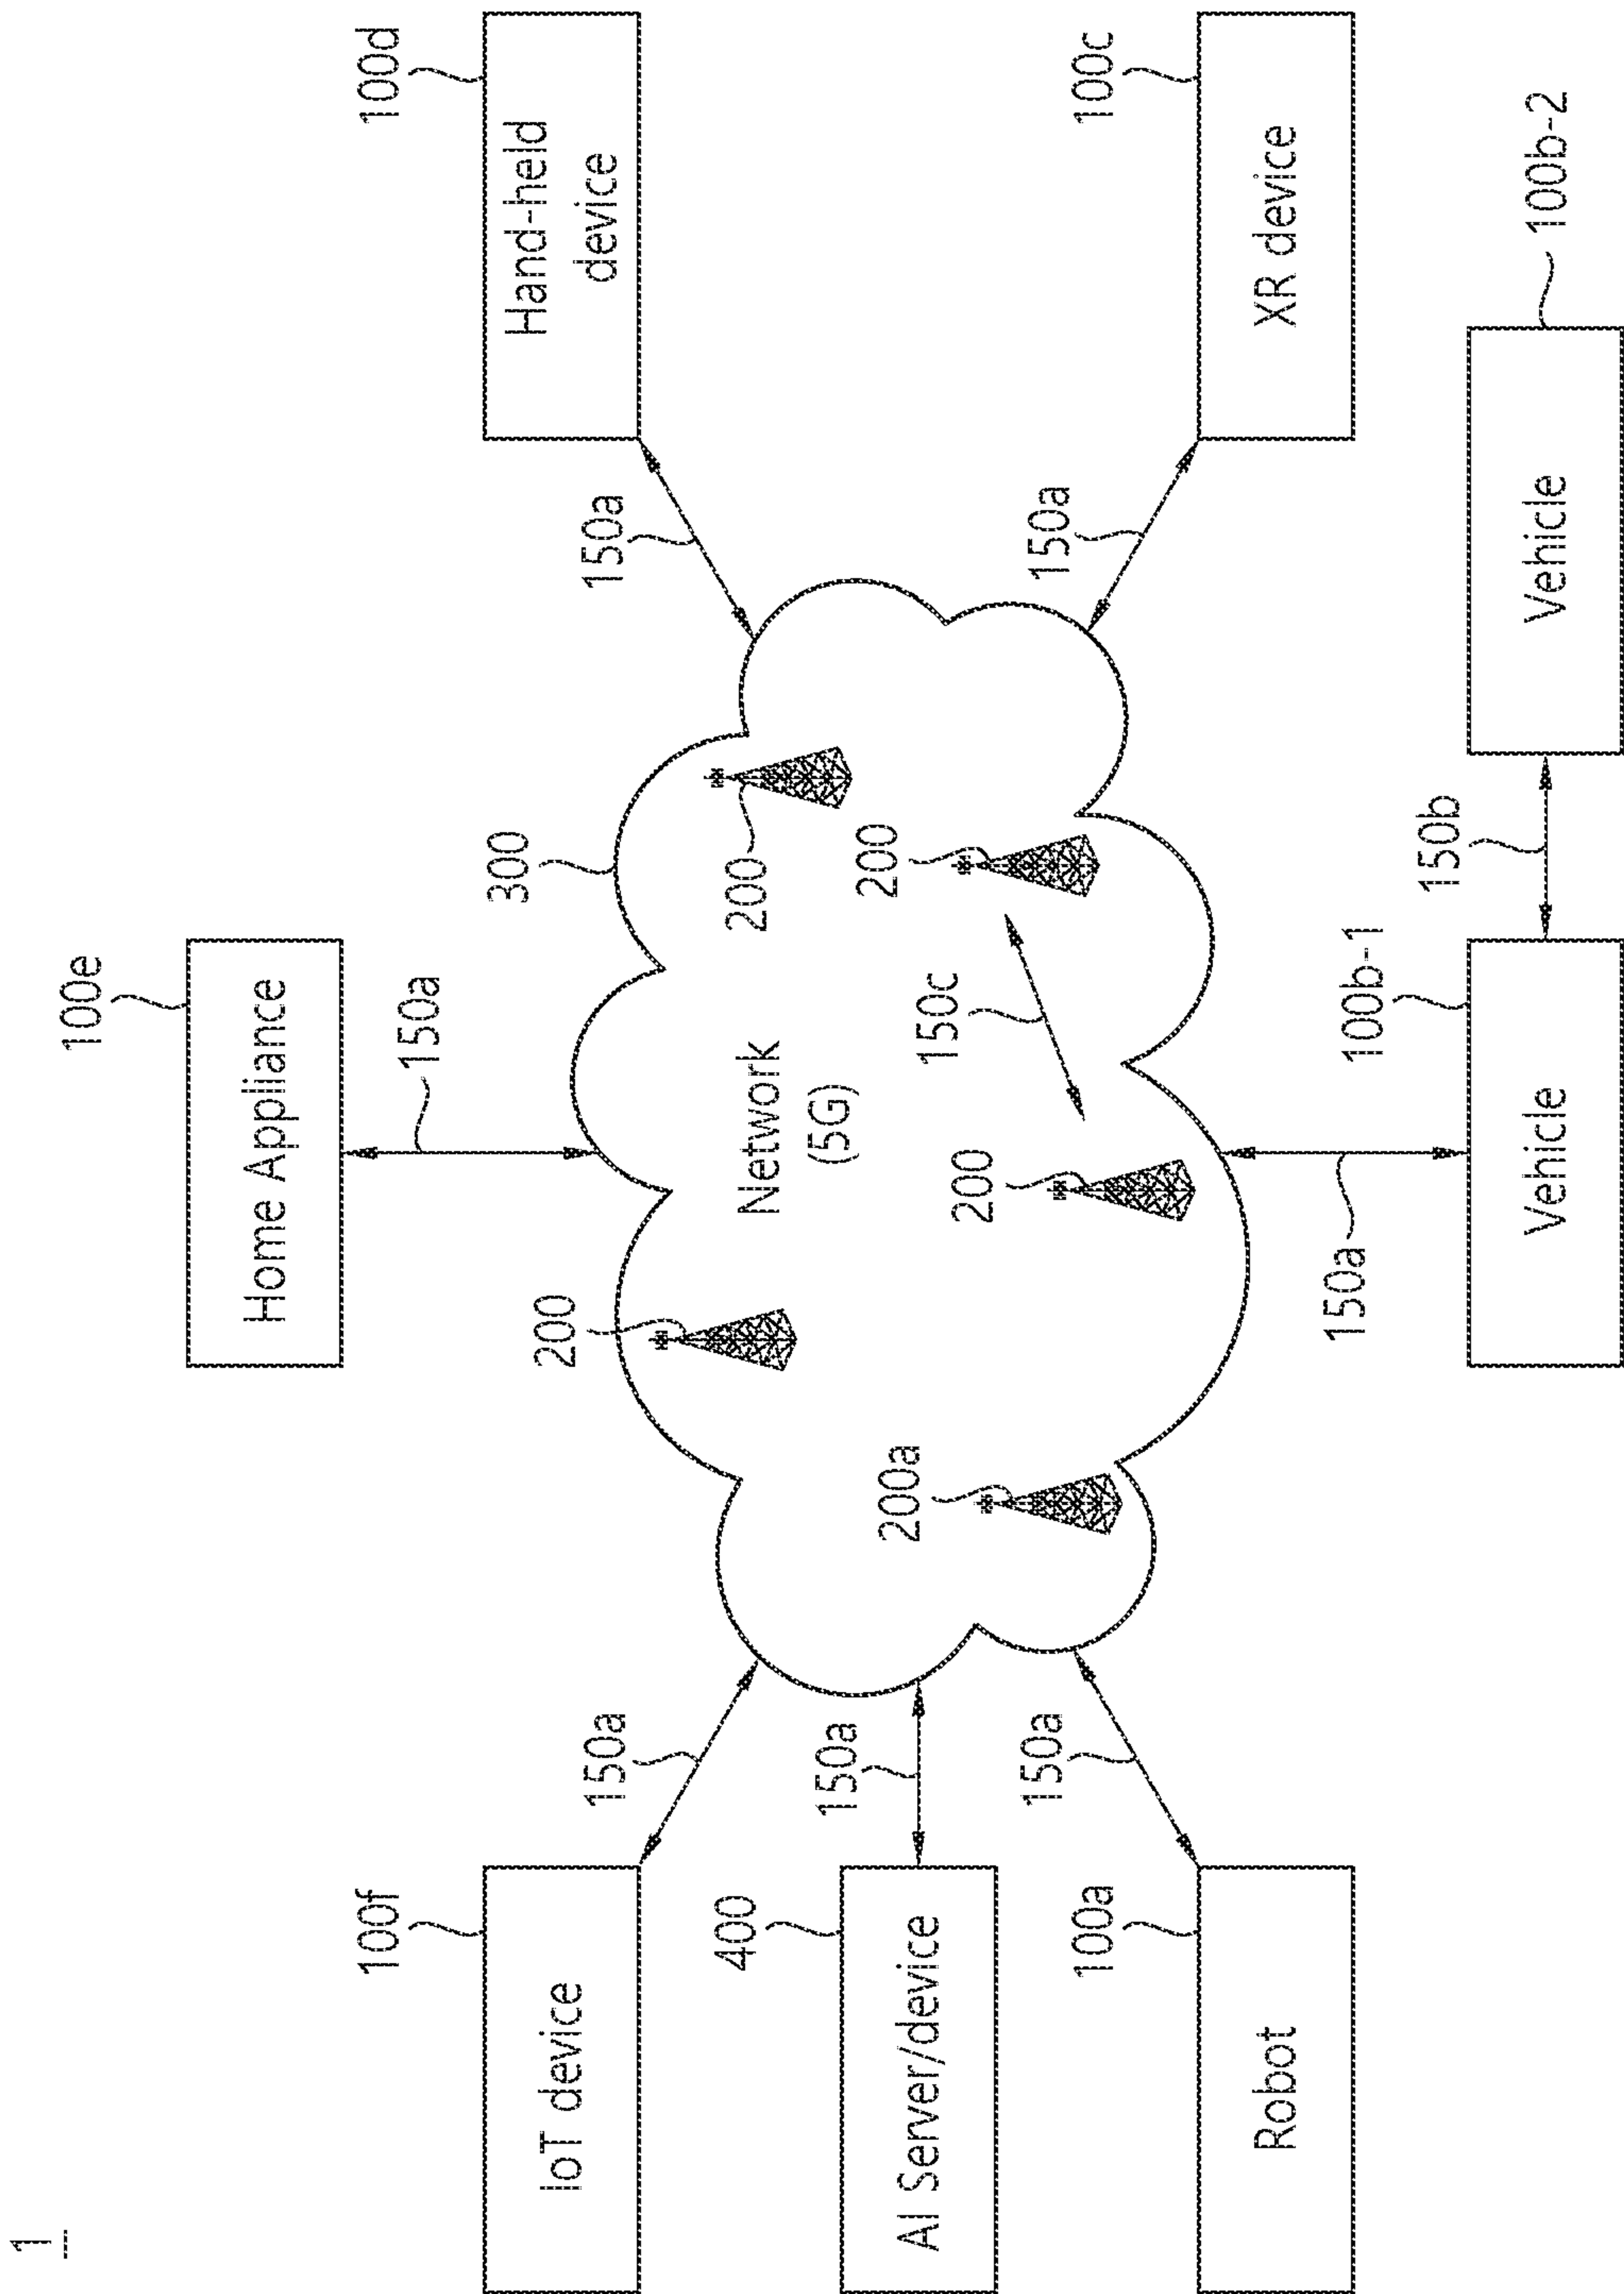 1
100e
Home Appliance
150a
100f
IoT device
150a
300
100d
Hand-held
device
150a
200
200
Network
(5G)
400
AI Server/device
150a
200a
200
150c
200
100a
Robot
150a
150a
100c
XR device
150a
100b-1
Vehicle
150b
Vehicle
100b-2